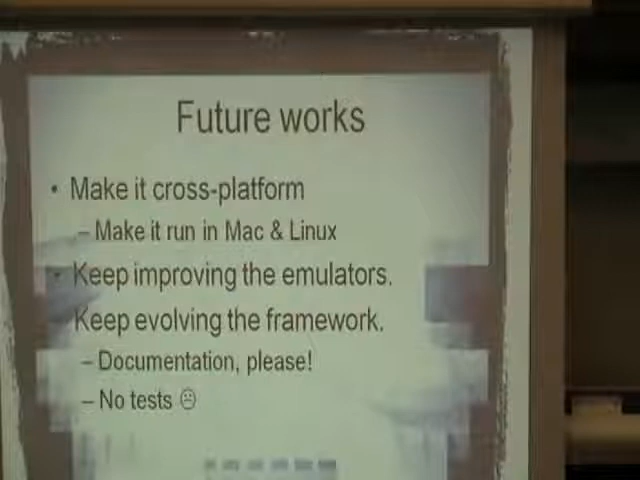 Future works
• Make it cross-platform
– Make it run in Mac & Linux
• Keep improving the emulators.
Keep evolving the framework.
– Documentation, please!
– No tests ☹